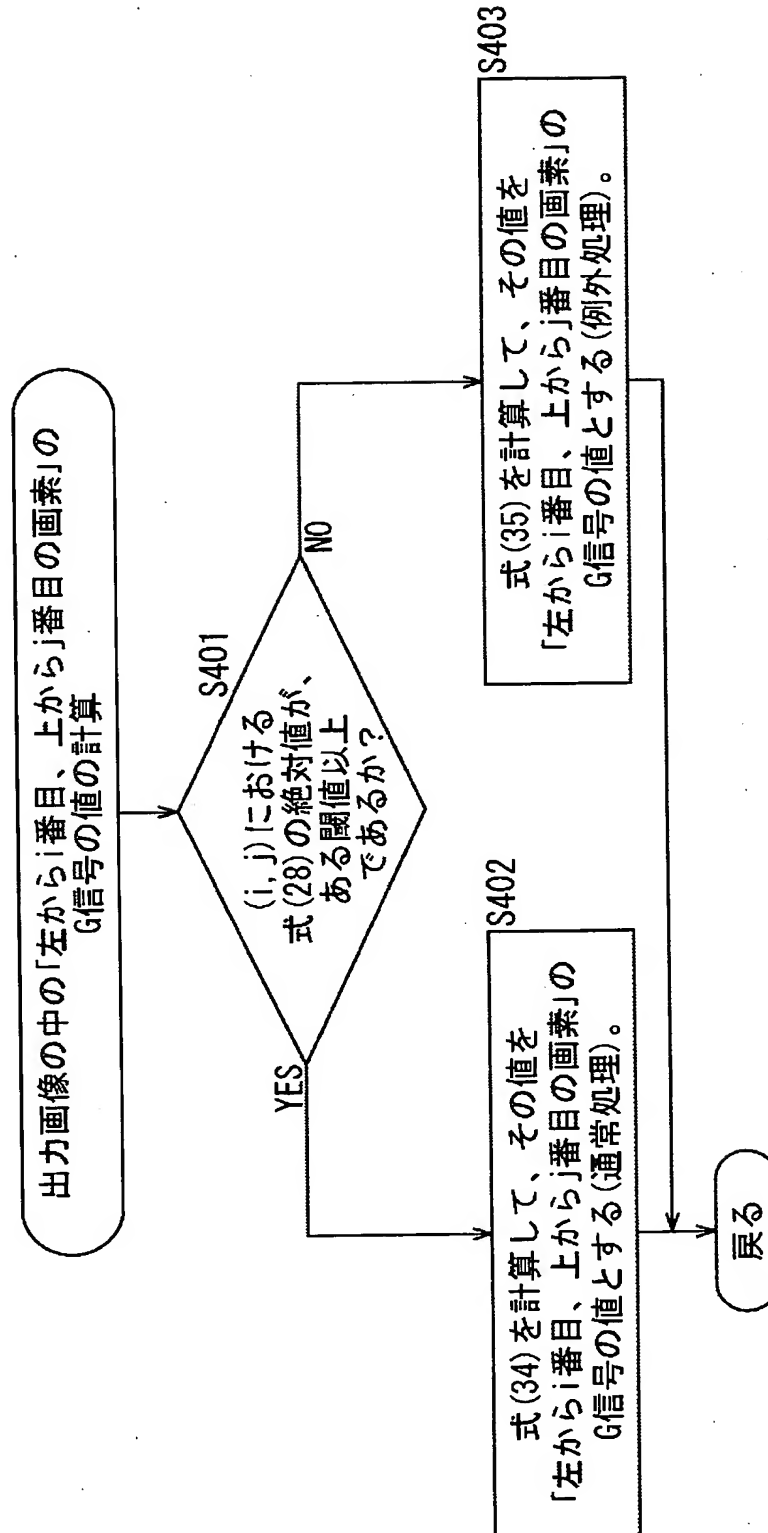 出力画像の中の「左からi番目、上からj番目の画素」の
G信号の値の計算
S401
(i, j)における
式(28)の絶対値が、
ある閾値以上
であるか?
YES
NO
S402
式(34)を計算して、その値を
「左からi番目、上からj番目の画素」の
G信号の値とする(通常処理)。
S403
式(35)を計算して、その値を
「左からi番目、上からj番目の画素」の
G信号の値とする(例外処理)。
戻る